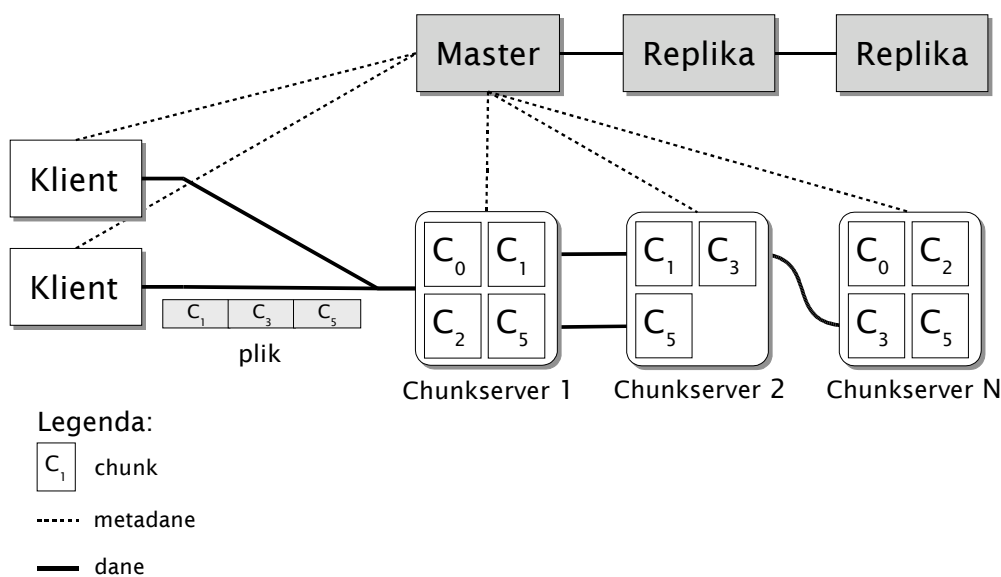 Master
Replika
Replika
Klient
Klient
C₁ C₃ C₅
plik
C₀ C₁
C₂ C₅
Chunkserver 1
C₁ C₃
C₅
Chunkserver 2
C₀ C₂
C₃ C₅
Chunkserver N
Legenda:
C₁ chunk
metadane
dane